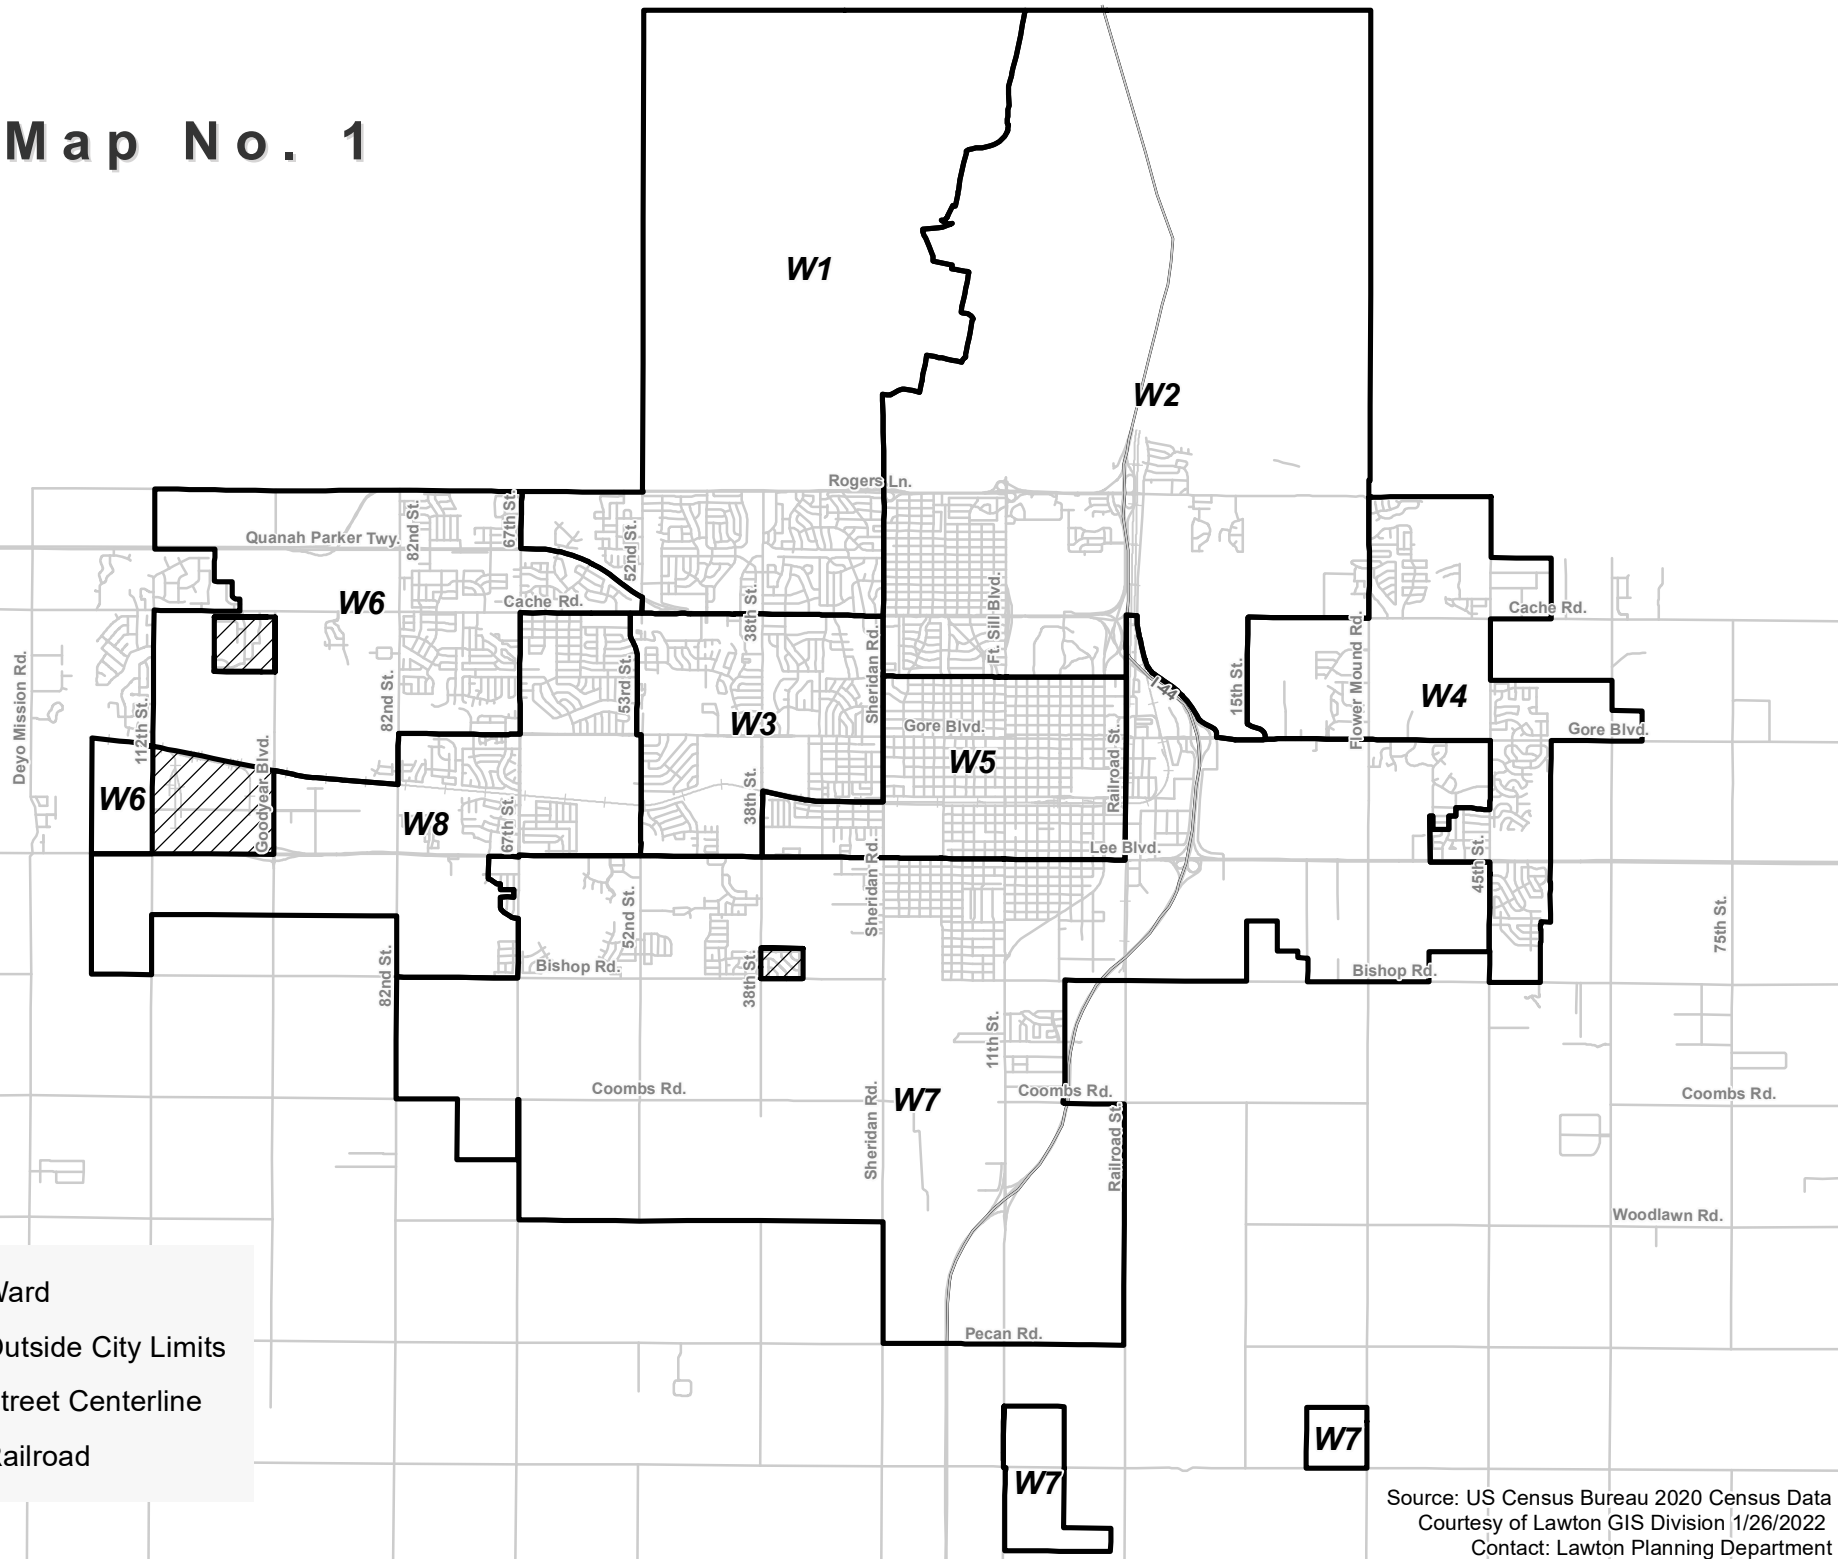 Map No. 1
W1
W2
Rogers Ln.
Quanah Parker Twy.
82nd St.
67th St.
52nd St.
38th St.
Ft. Sill Blvd.
W6
Cache Rd.
Cache Rd.
Sheridan Rd.
Flower Mound Rd.
Deyo Mission Rd.
112th St.
82nd St.
53rd St.
15th St.
I-44
W4
W3
Gore Blvd.
Gore Blvd.
W5
Railroad St.
Goodyear Blvd.
W6
W8
67th St.
38th St.
Lee Blvd.
Sheridan Rd.
45th St.
52nd St.
75th St.
82nd St.
Bishop Rd.
38th St.
Bishop Rd.
11th St.
Coombs Rd.
W7
Coombs Rd.
Coombs Rd.
Sheridan Rd.
Railroad St.
Woodlawn Rd.
Ward
Outside City Limits
Street Centerline
Railroad
Pecan Rd.
W7
W7
Source: US Census Bureau 2020 Census Data
Courtesy of Lawton GIS Division 1/26/2022
Contact: Lawton Planning Department